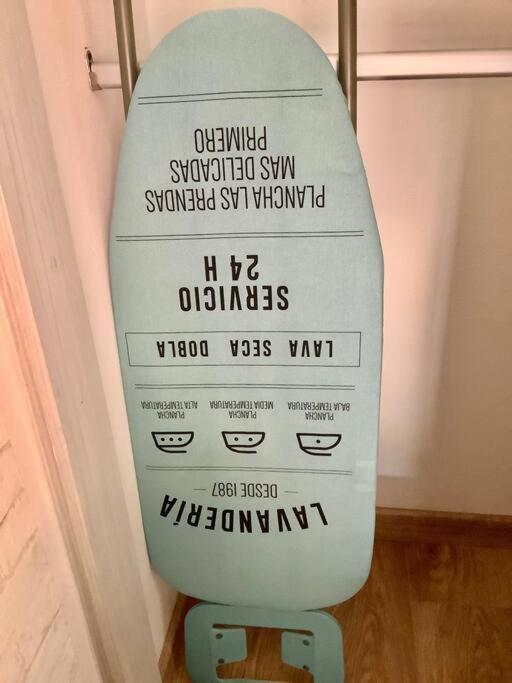 LAVANDERÍA
DESDE 1987
PLANCHA
BAJA TEMPERATURA
PLANCHA
MEDIA TEMPERATURA
PLANCHA
ALTA TEMPERATURA
LAVA SECA DOBLA
SERVICIO
24 H
PLANCHA LAS PRENDAS
MAS DELICADAS
PRIMERO